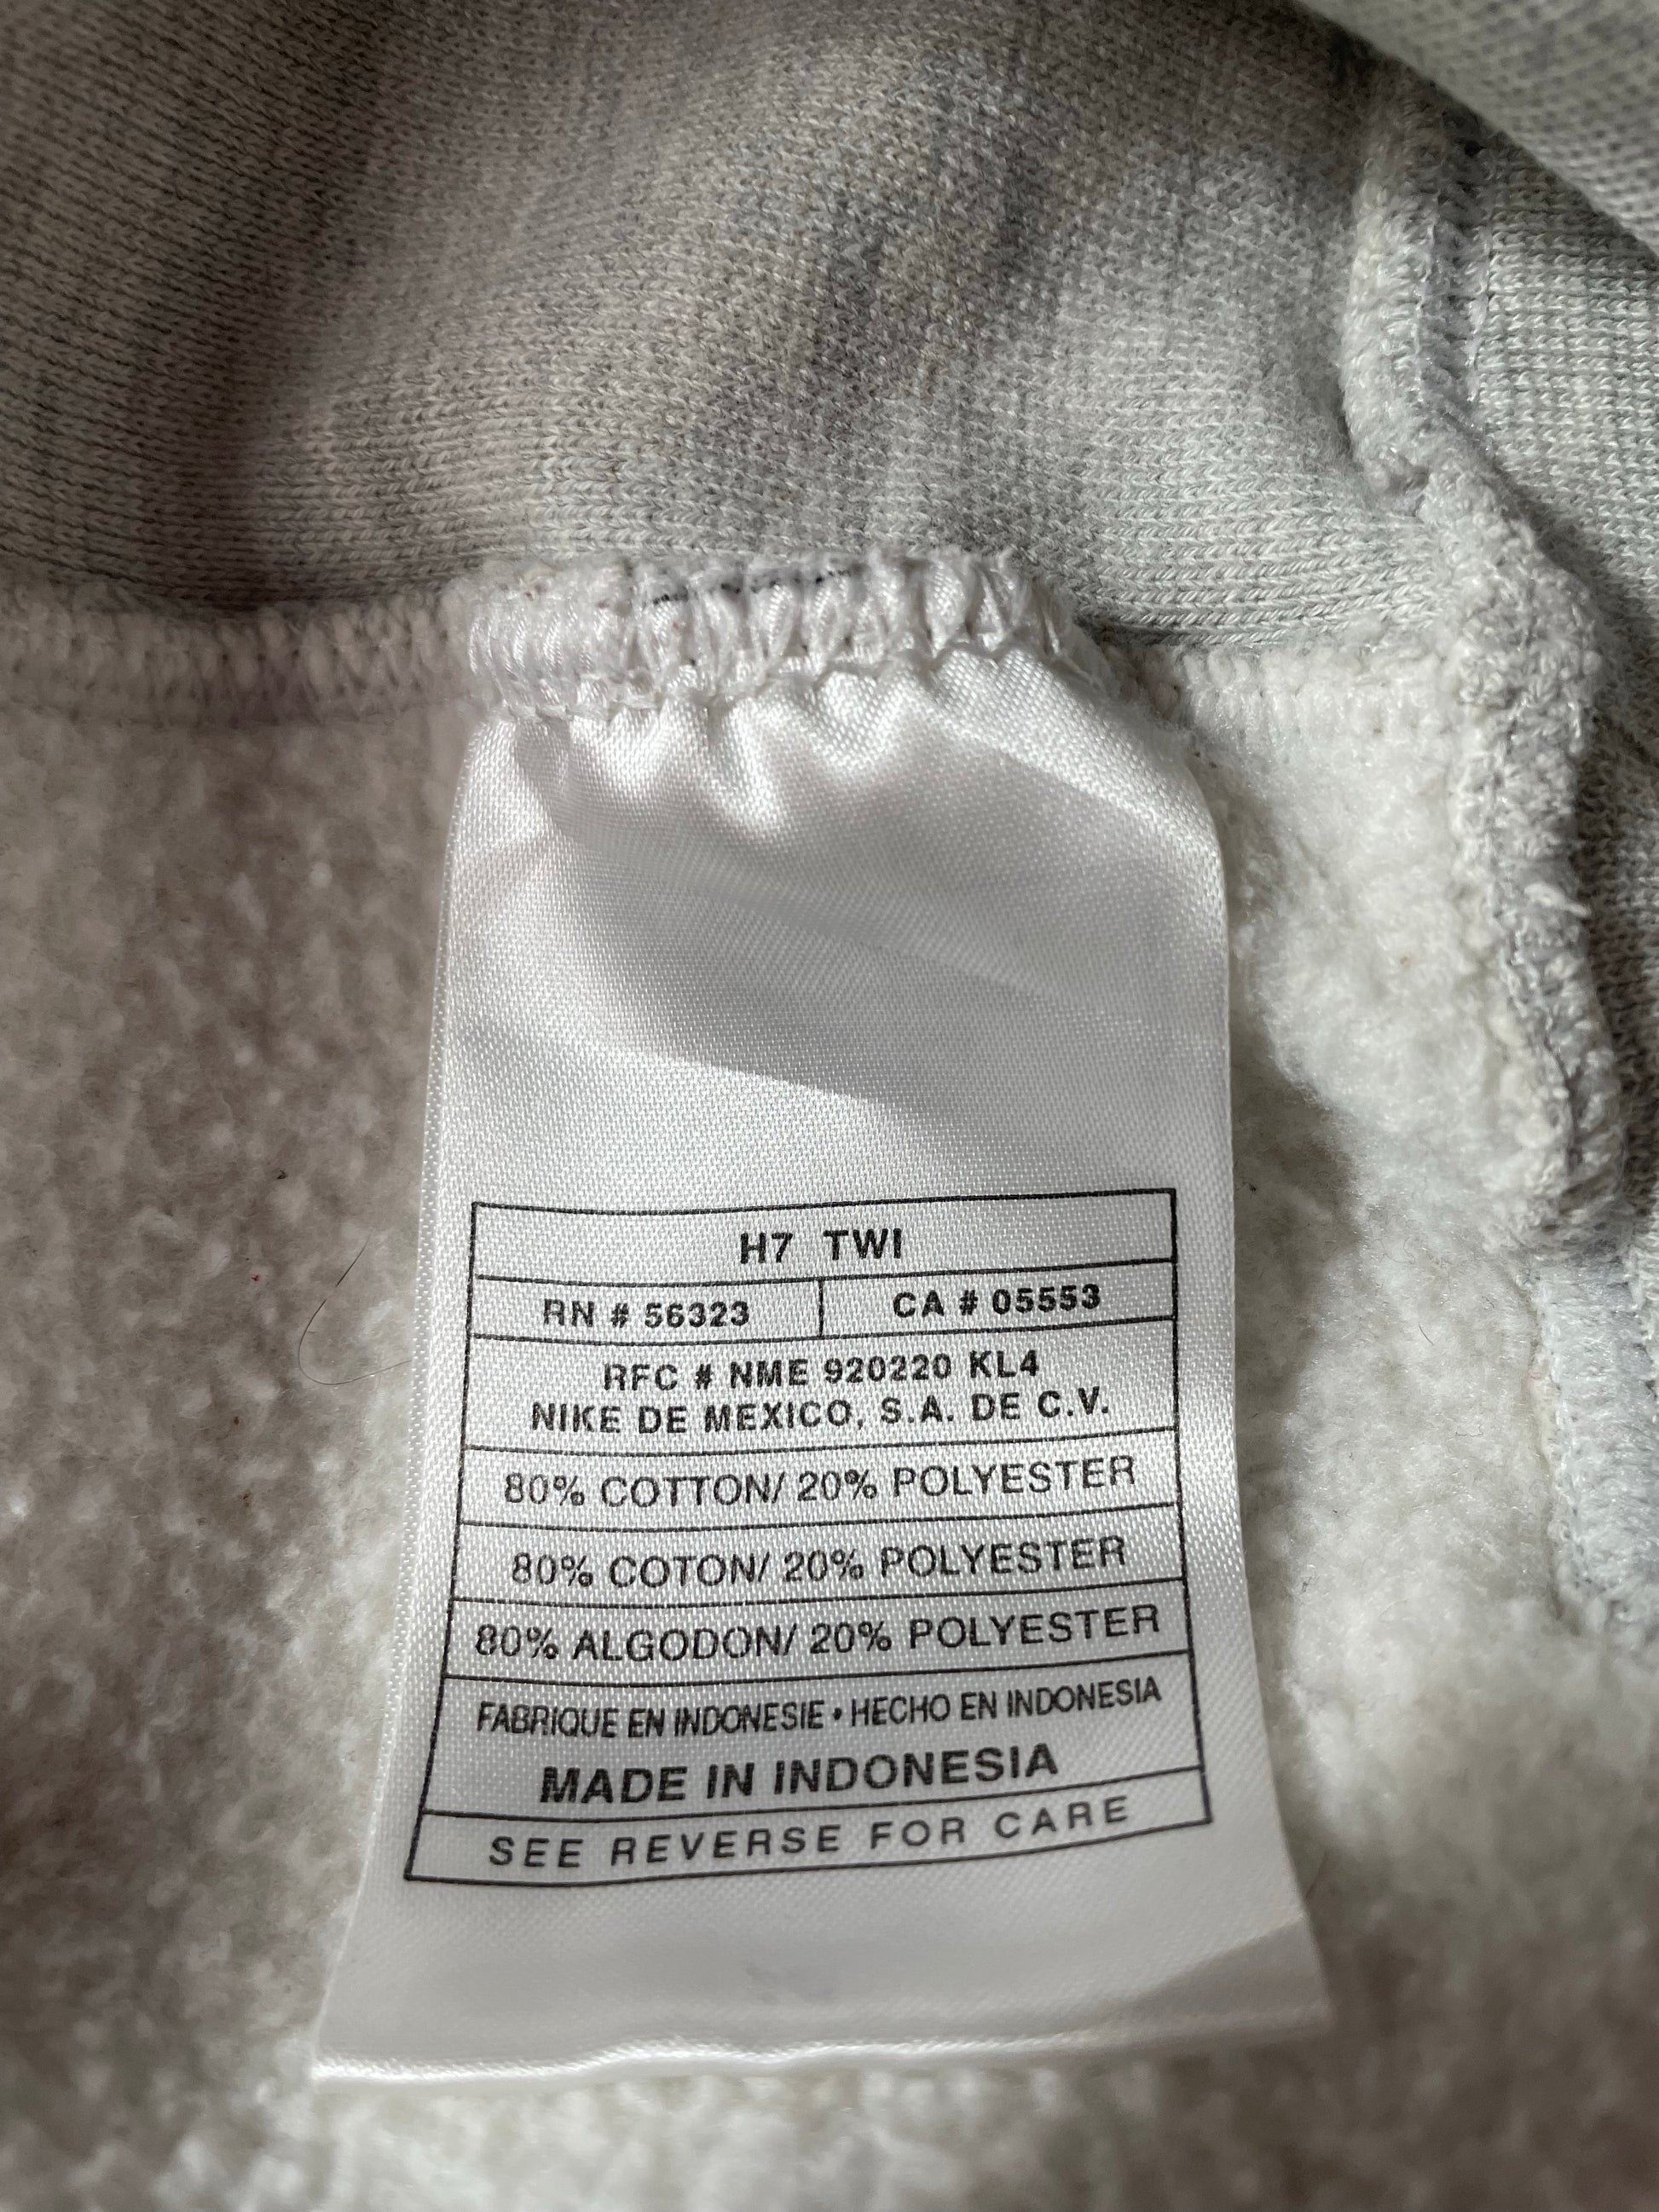 H7 TWI
RN # 56323 CA # 05553
RFC # NME 920220 KL4
NIKE DE MEXICO, S.A. DE C.V.
80% COTTON/ 20% POLYESTER
80% COTON/ 20% POLYESTER
80% ALGODON/ 20% POLYESTER
FABRIQUE EN INDONESIE • HECHO EN INDONESIA
MADE IN INDONESIA
SEE REVERSE FOR CARE